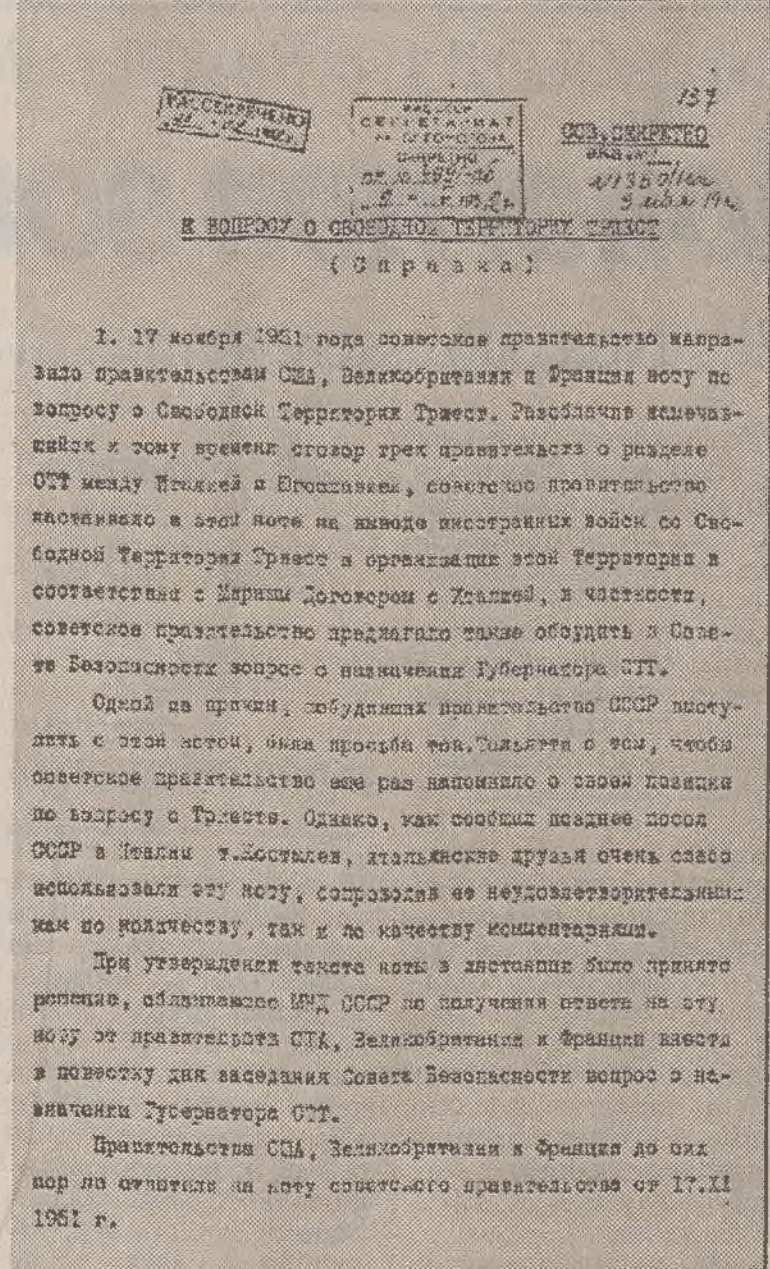 137
РАССЕКРЕЧЕНО
СЕКРЕТАРИАТ
СЕКРЕТНО
СОВ.СЕКРЕТНО
К ВОПРОСУ О СВОБОДНОЙ ТЕРРИТОРИИ ТРИЕСТ
(Справка)
1. 17 ноября 1951 года советское правительство напра-
вило правительствам США, Великобритании и Франции ноту по
вопросу о Свободной Территории Триест. Разоблачив намечав-
шийся к тому времени сговор трех правительств о разделе
СТТ между Италией и Югославией, советское правительство
настаивало в этой ноте на выводе иностранных войск со Сво-
бодной Территории Триест и организации этой Территории в
соответствии с Мирным Договором с Италией, в частности,
советское правительство предлагало также обсудить в Сове-
те Безопасности вопрос о назначении Губернатора СТТ.
Одной из причин, побудивших правительство СССР высту-
пить с этой нотой, была просьба тов.Тольятти о том, чтобы
советское правительство еще раз напомнило о своей позиции
по вопросу о Триесте. Однако, как сообщил позднее посол
СССР в Италии т.Костылев, итальянские друзья очень слабо
использовали эту ноту, сопроводив ее неудовлетворительными
как по количеству, так и по качеству комментариями.
При утверждении текста ноты в инстанции было принято
решение, обязывающее МИД СССР по получении ответа на эту
ноту от правительств США, Великобритании и Франции внести
в повестку дня заседания Совета Безопасности вопрос о на-
значении Губернатора СТТ.
Правительства США, Великобритании и Франции до сих
пор не ответили на ноту советского правительства от 17.XI
1951 г.